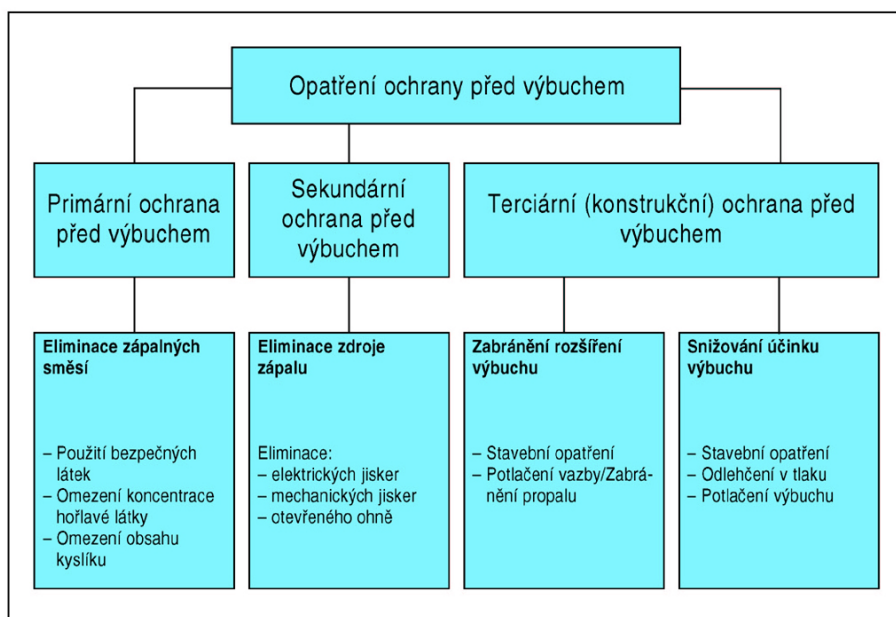 Opatření ochrany před výbuchem
Primární ochrana
před výbuchem
Sekundární
ochrana před
výbuchem
Terciární (konstrukční) ochrana před
výbuchem
Eliminace zápalných
směsí
– Použití bezpečných
látek
– Omezení koncentrace
hořlavé látky
– Omezení obsahu
kyslíku
Eliminace zdroje
zápalu
Eliminace:
– elektrických jisker
– mechanických jisker
– otevřeného ohně
Zabránění rozšíření
výbuchu
– Stavební opatření
– Potlačení vazby/Zabrá-
nění propalu
Snižování účinku
výbuchu
– Stavební opatření
– Odlehčení v tlaku
– Potlačení výbuchu